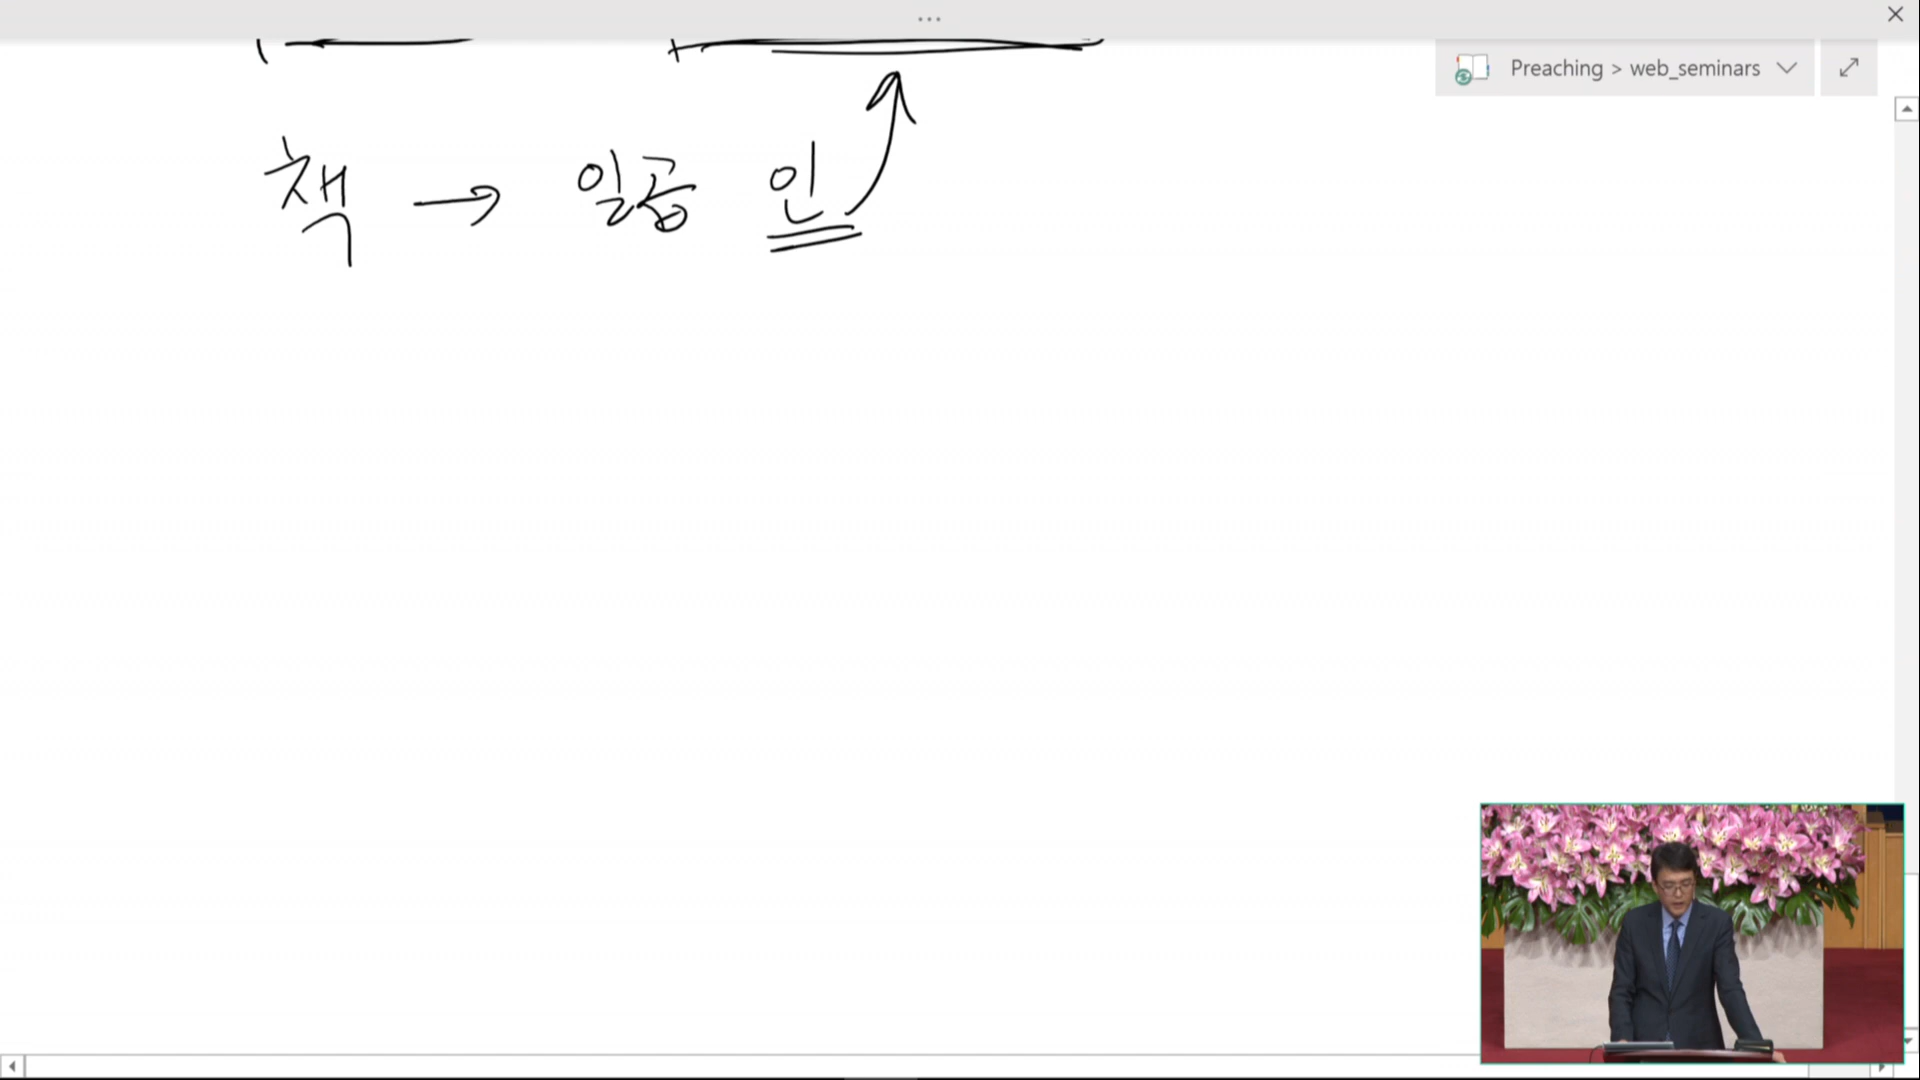 Preaching > web_seminars
책 → 일곱 인